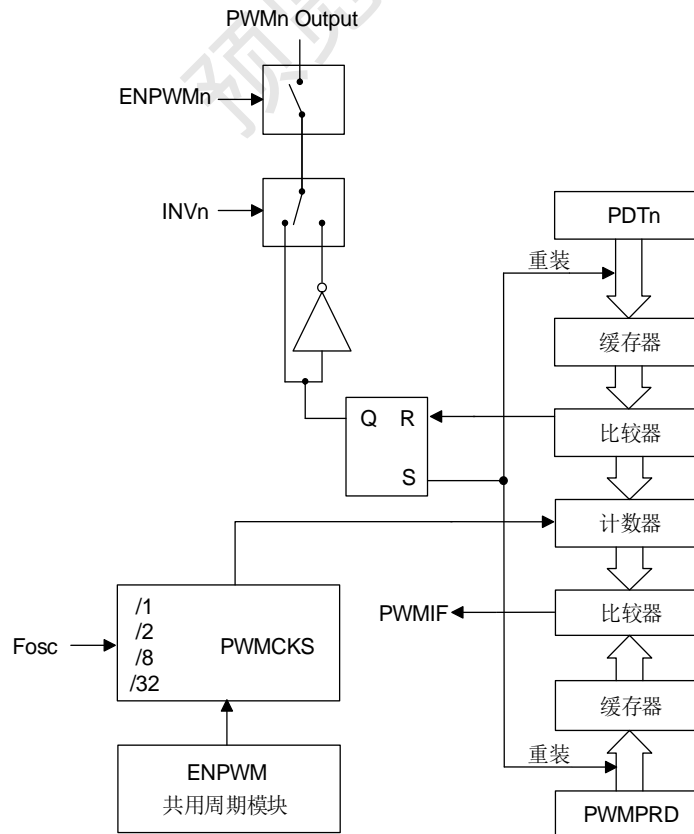 预览
PWMn Output
ENPWMn
INVn
PDTn
重装
缓存器
Q R
S
比较器
计数器
/1
/2
/8
/32
PWMCKS
Fosc
PWMIF
比较器
缓存器
重装
ENPWM
共用周期模块
PWMPRD